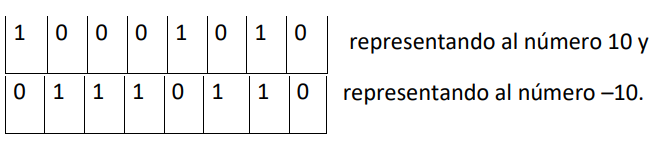 1 0 0 0 1 0 1 0 representando al número 10 y
0 1 1 1 0 1 1 0 representando al número –10.